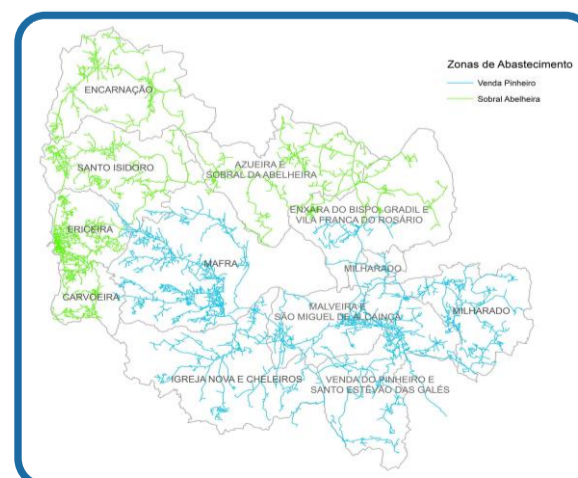 Zonas de Abastecimento
Venda Pinheiro
Sobral Abelheira
ENCARNAÇÃO
SANTO ISIDORO
AZUEIRA E
SOBRAL DA ABELHEIRA
ENXARA DO BISPO, GRADIL E
VILA FRANCA DO ROSÁRIO
ERICEIRA
MAFRA
MILHARADO
CARVOEIRA
MALVEIRA E
SÃO MIGUEL DE ALCAINÇA
MILHARADO
IGREJA NOVA E CHELEIROS
VENDA DO PINHEIRO E
SANTO ESTÊVÃO DAS GALÉS